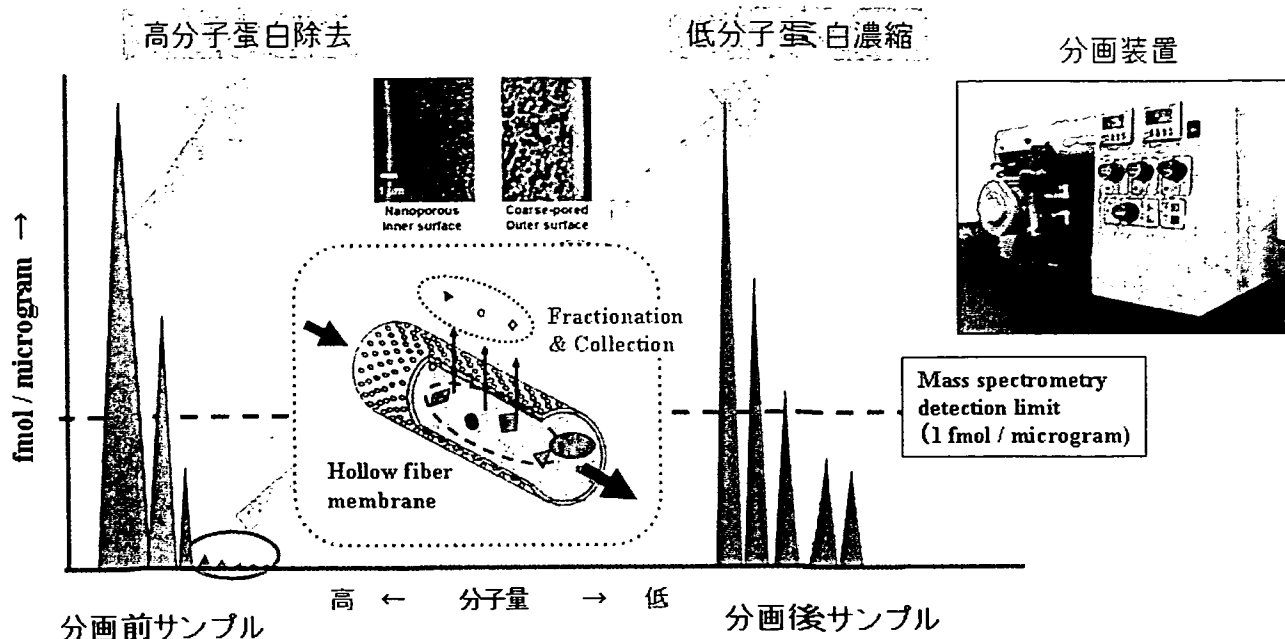 高分子蛋白除去
低分子蛋白濃縮
分画装置
1 µm
Nanoporous
Inner surface
Coarse-pored
Outer surface
fmol / microgram →
Fractionation
& Collection
Hollow fiber
membrane
Mass spectrometry
detection limit
(1 fmol / microgram)
高 ← 分子量 → 低
分画前サンプル
分画後サンプル